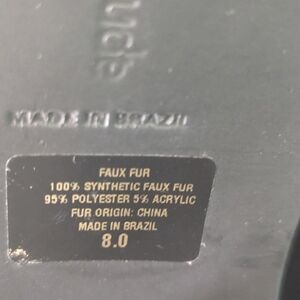 MADE IN BRAZIL
FAUX FUR
100% SYNTHETIC FAUX FUR
95% POLYESTER 5% ACRYLIC
FUR ORIGIN: CHINA
MADE IN BRAZIL
8.0